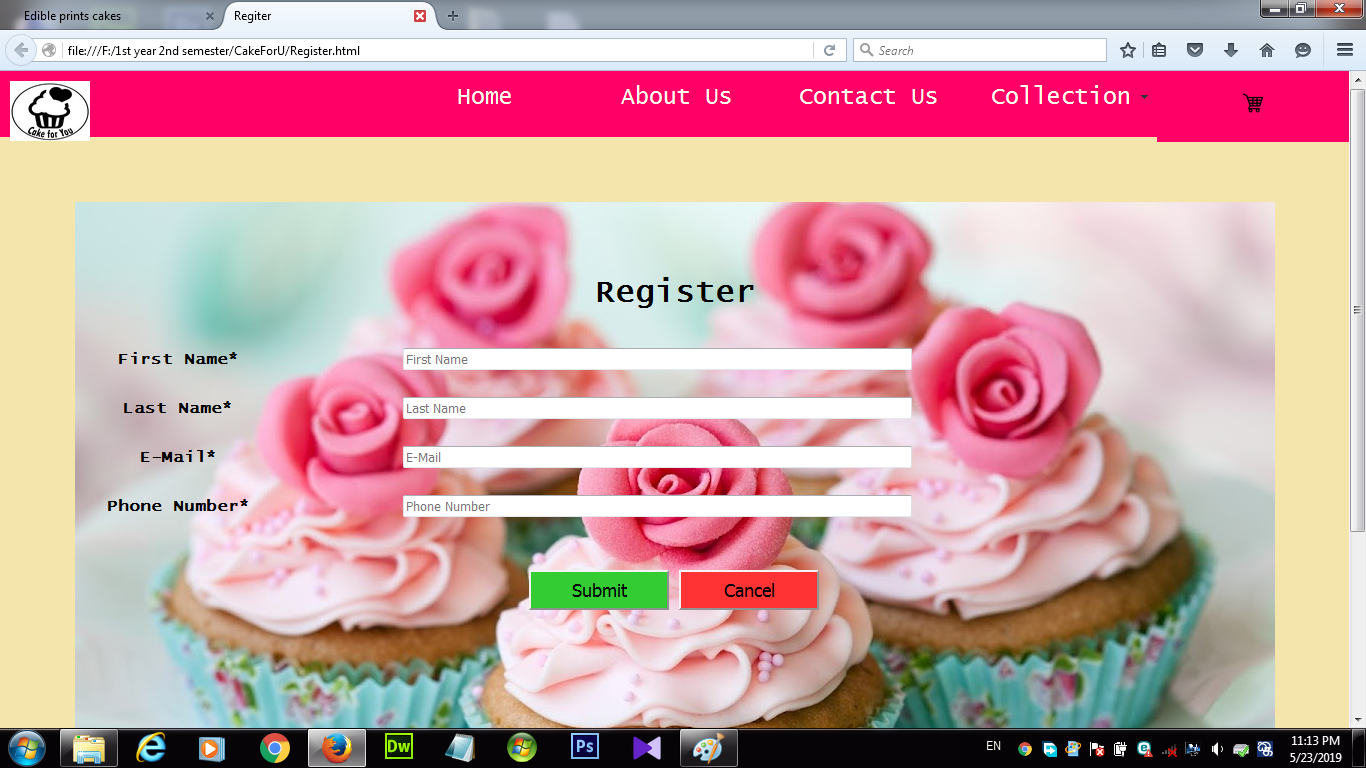 Edible prints cakes
Regiter
file:///F:/1st year 2nd semester/CakeForU/Register.html
Search
Cake for You
Home About Us Contact Us Collection
Register
First Name* First Name
Last Name* Last Name
E-Mail* E-Mail
Phone Number* Phone Number
Submit Cancel
Dw
Ps
EN
11:13 PM
5/23/2019